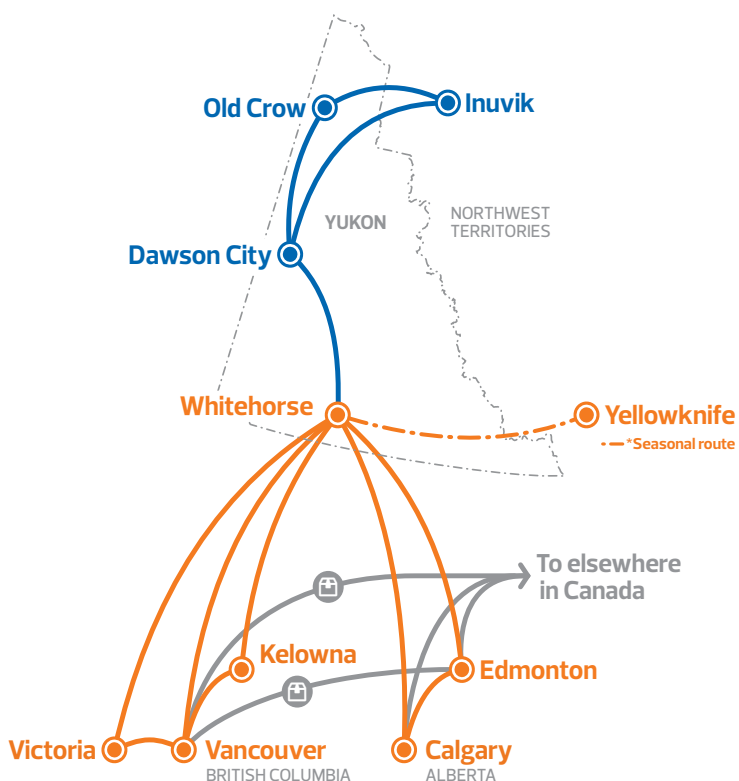 Old Crow
Inuvik
YUKON
NORTHWEST
TERRITORIES
Dawson City
Whitehorse
Yellowknife
*Seasonal route
To elsewhere
in Canada
Kelowna
Edmonton
Victoria
Vancouver
BRITISH COLUMBIA
Calgary
ALBERTA